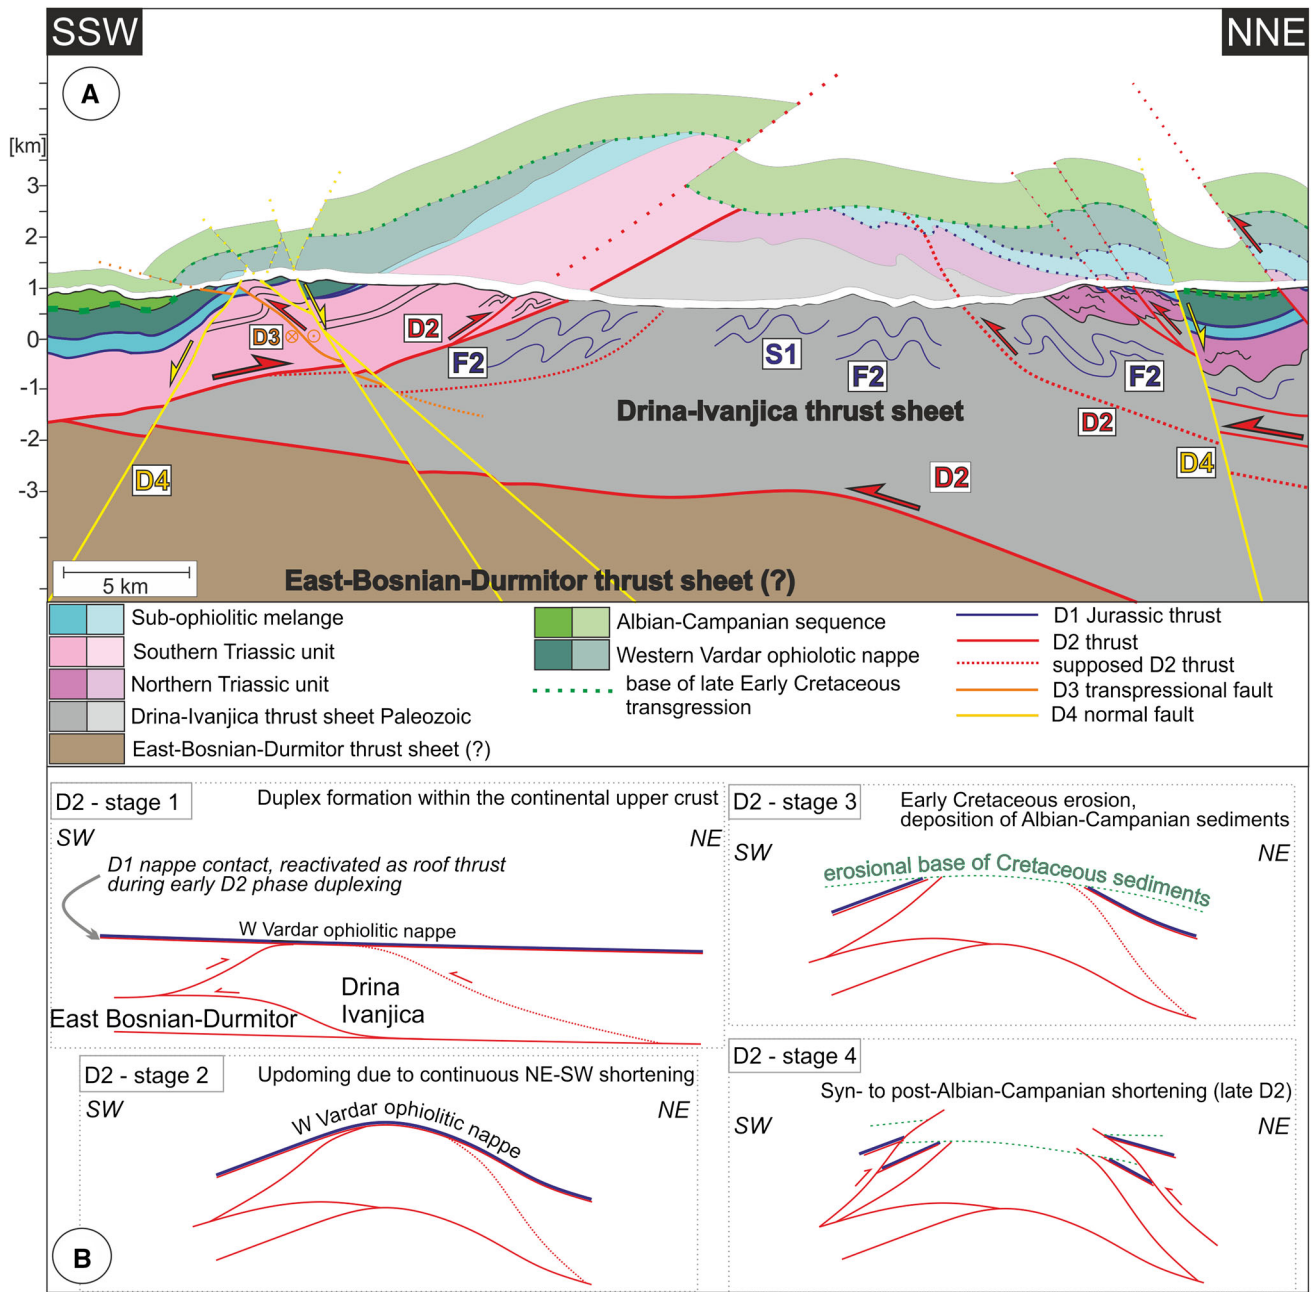 SSW
NNE
A
[km]
3
2
1
0
-1
-2
-3
D3
D2
F2
S1
F2
F2
Drina-Ivanjica thrust sheet
D2
D4
D2
D4
5 km
East-Bosnian-Durmitor thrust sheet (?)
Sub-ophiolitic melange
Southern Triassic unit
Northern Triassic unit
Drina-Ivanjica thrust sheet Paleozoic
East-Bosnian-Durmitor thrust sheet (?)
Albian-Campanian sequence
Western Vardar ophiolotic nappe
base of late Early Cretaceous
transgression
D1 Jurassic thrust
D2 thrust
supposed D2 thrust
D3 transpressional fault
D4 normal fault
D2 - stage 1
Duplex formation within the continental upper crust
SW
NE
D1 nappe contact, reactivated as roof thrust
during early D2 phase duplexing
W Vardar ophiolitic nappe
Drina
Ivanjica
East Bosnian-Durmitor
D2 - stage 2
Updoming due to continuous NE-SW shortening
SW
NE
W Vardar ophiolitic nappe
B
D2 - stage 3
Early Cretaceous erosion,
deposition of Albian-Campanian sediments
SW
NE
erosional base of Cretaceous sediments
D2 - stage 4
Syn- to post-Albian-Campanian shortening (late D2)
SW
NE